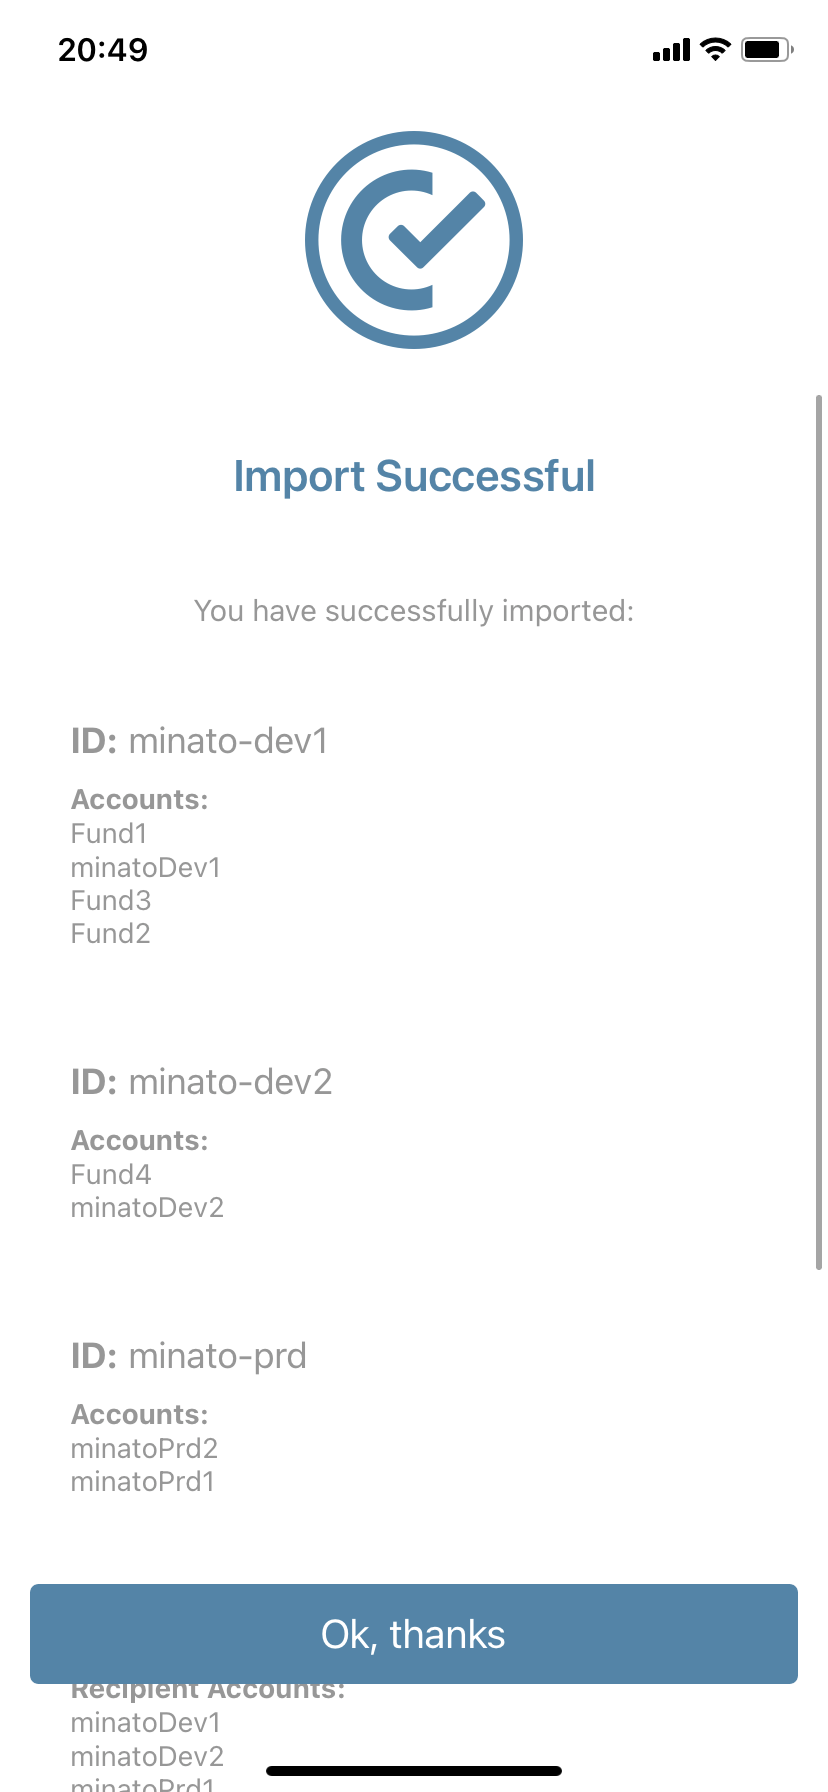 20:49
Import Successful
You have successfully imported:
ID: minato-dev1
Accounts:
Fund1
minatoDev1
Fund3
Fund2
ID: minato-dev2
Accounts:
Fund4
minatoDev2
ID: minato-prd
Accounts:
minatoPrd2
minatoPrd1
Ok, thanks
Recipient Accounts:
minatoDev1
minatoDev2
minatoPrd1